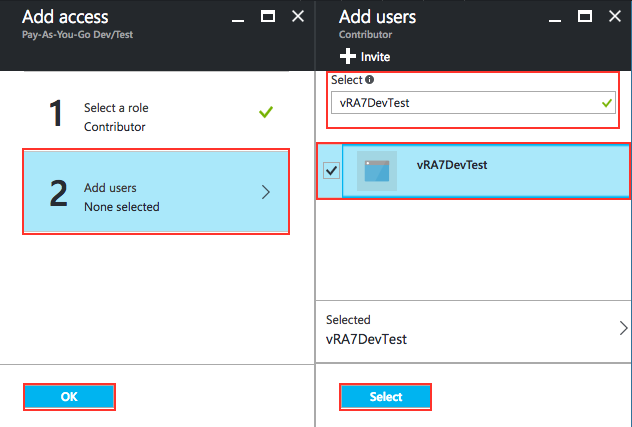 Add access
Pay-As-You-Go Dev/Test
1
Select a role
Contributor
2
Add users
None selected
OK
Add users
Contributor
Invite
Select
vRA7DevTest
vRA7DevTest
Selected
vRA7DevTest
Select